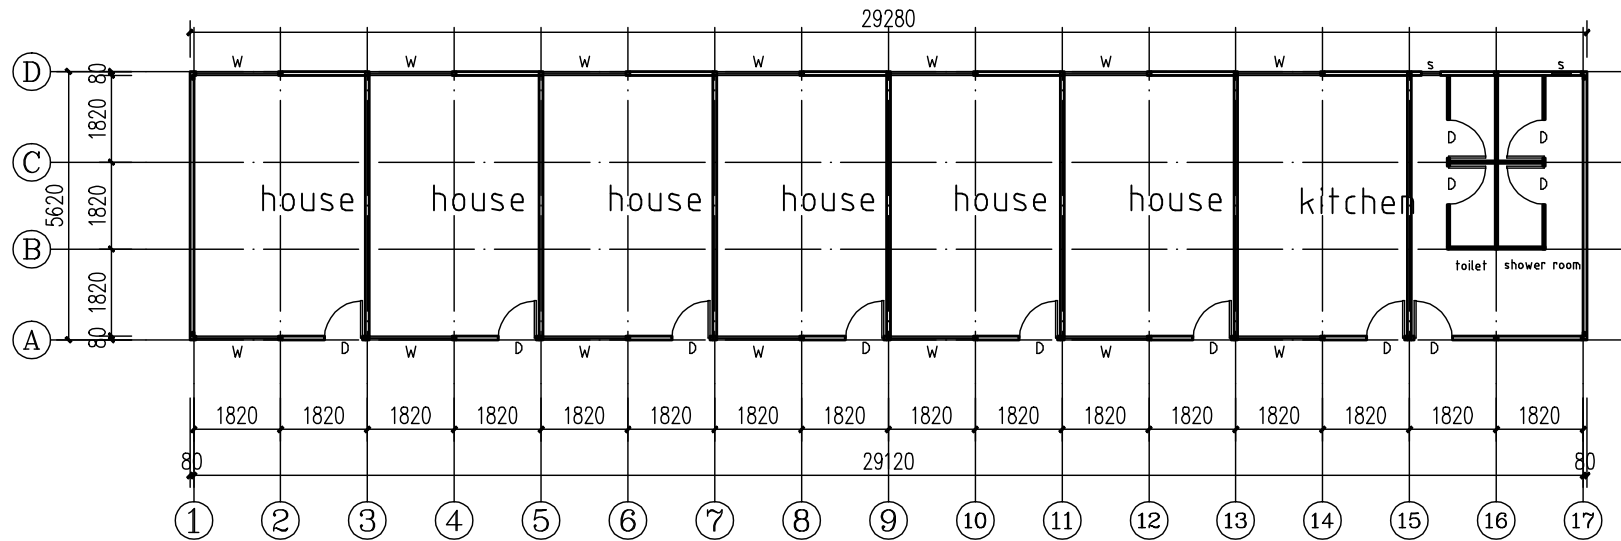 29280
W W W W W W W S S
D 80
1820 D D
C
D D
5620 1820 house house house house house house kitchen
B
toilet shower room
1820
A 80
W D W D W D W D W D W D W D D
1820 1820 1820 1820 1820 1820 1820 1820 1820 1820 1820 1820 1820 1820 1820 1820
80 29120 80
1 2 3 4 5 6 7 8 9 10 11 12 13 14 15 16 17